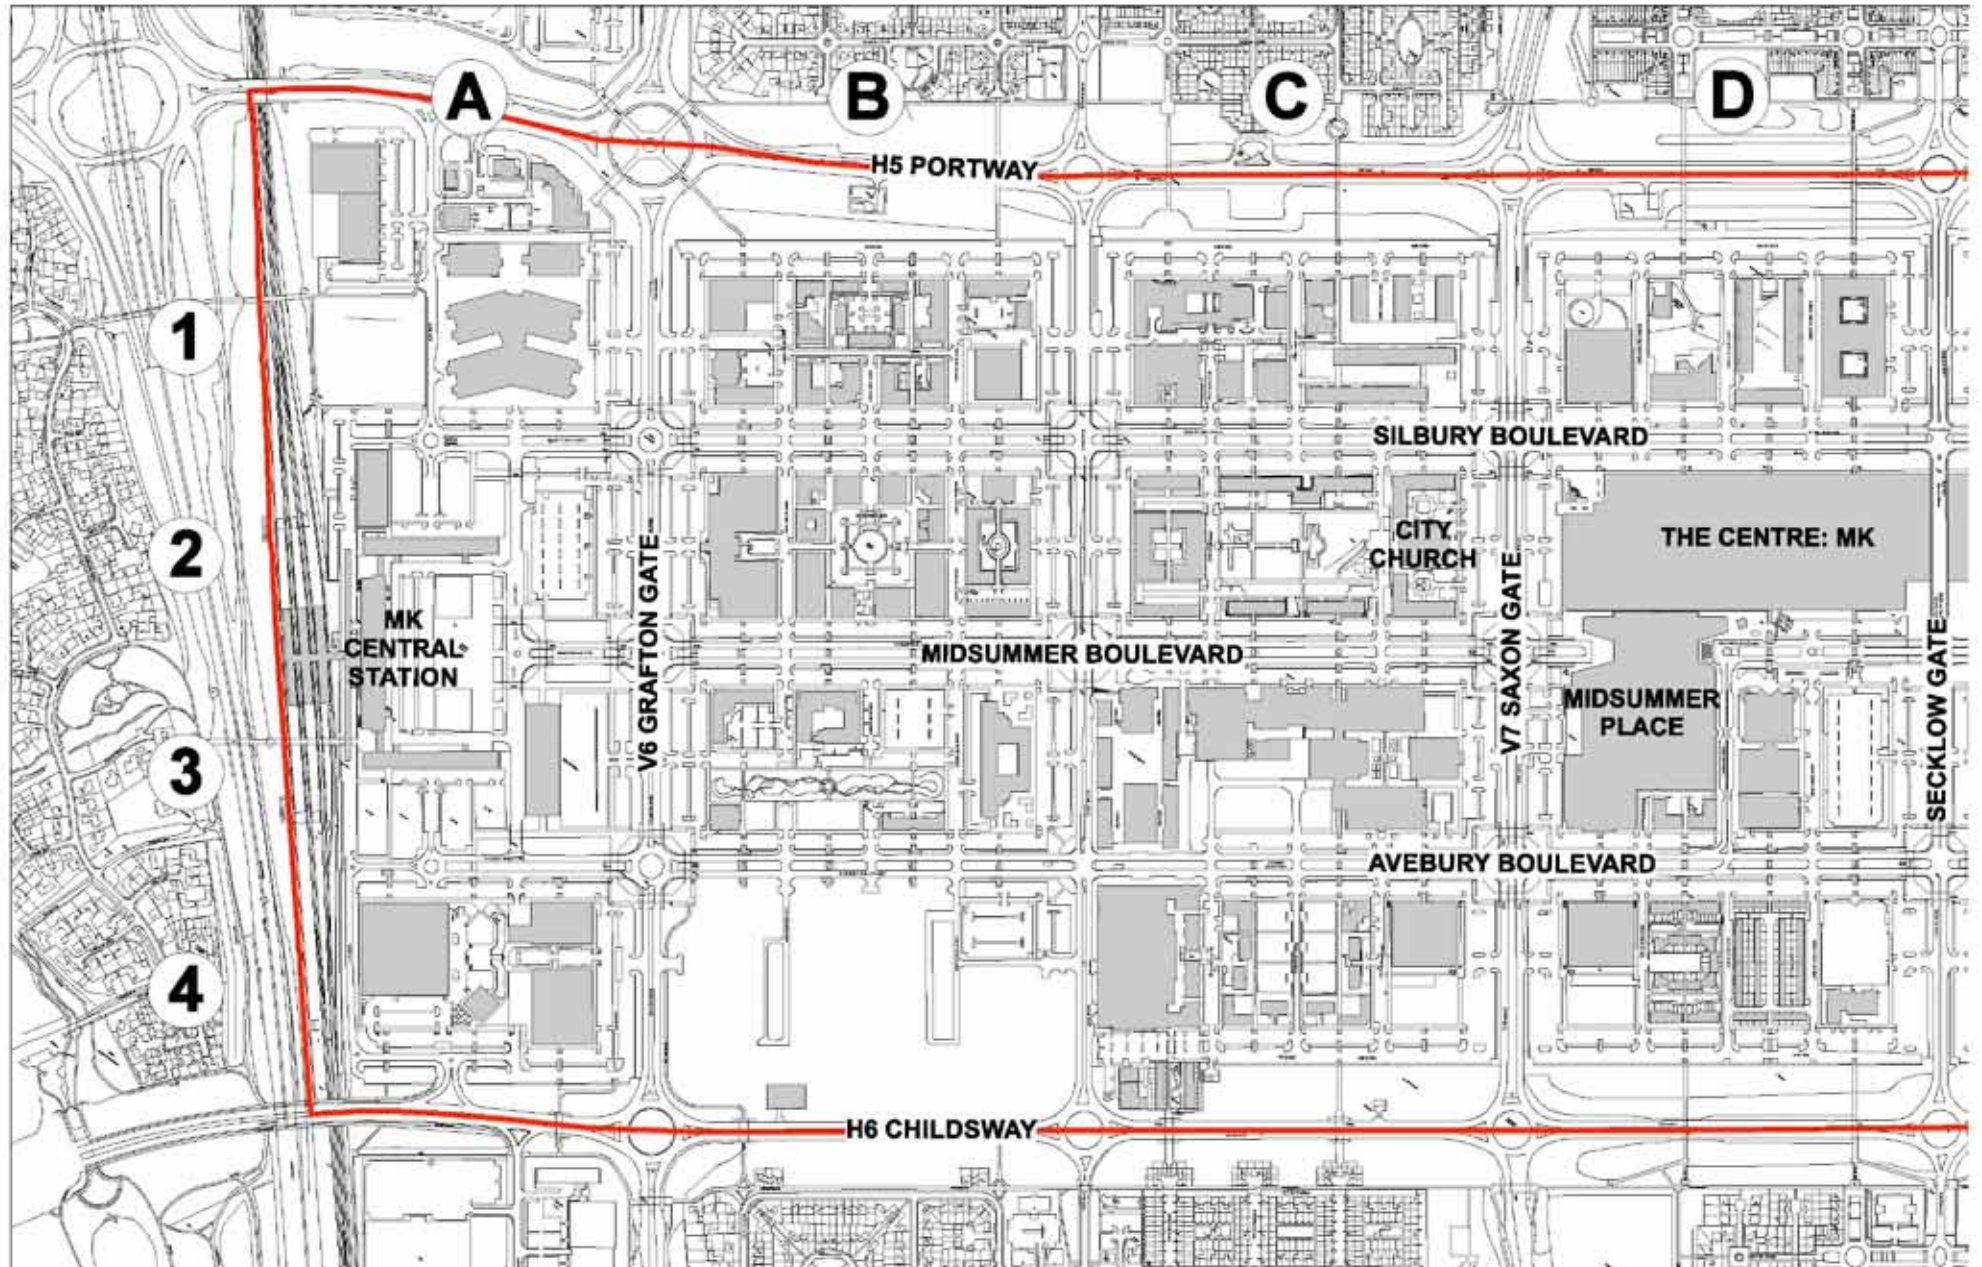 A
B
C
D
H5 PORTWAY
1
SILBURY BOULEVARD
2
CITY
CHURCH
THE CENTRE: MK
V6 GRAFTON GATE
V7 SAXON GATE
MK
CENTRAL
STATION
MIDSUMMER BOULEVARD
SECKLOW GATE
MIDSUMMER
PLACE
3
AVEBURY BOULEVARD
4
H6 CHILDSWAY